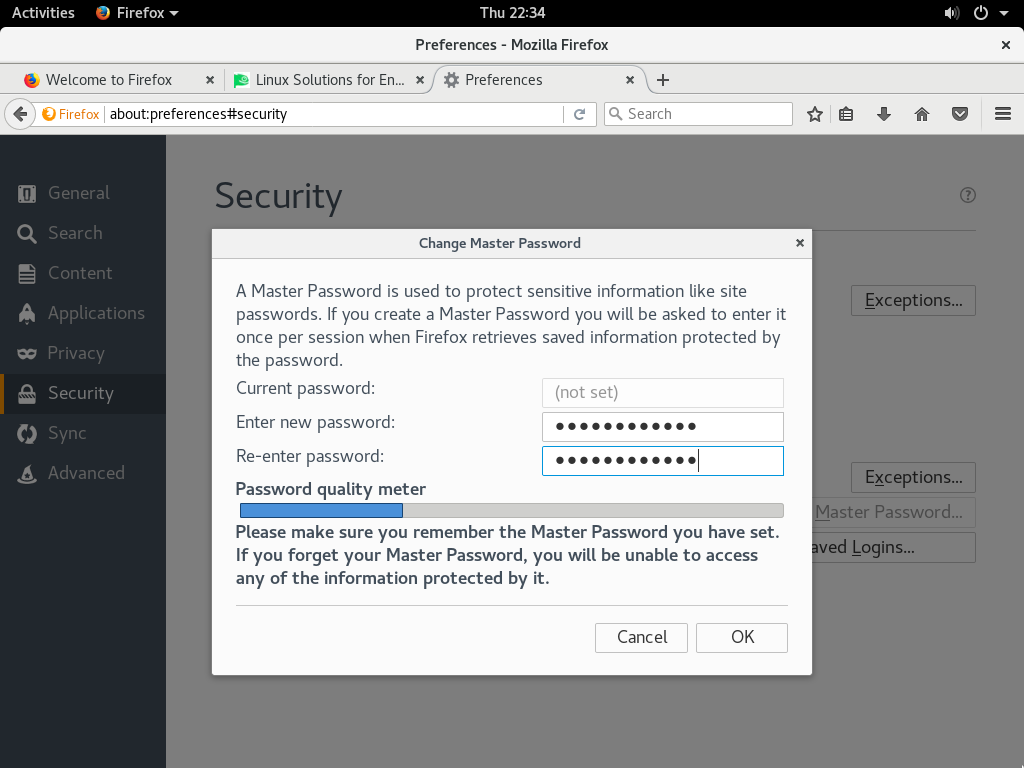 Activities Firefox Thu 22:34
Preferences - Mozilla Firefox
Welcome to Firefox Linux Solutions for En... Preferences
Firefox about:preferences#security Search
General
Search
Content
Applications
Privacy
Security
Sync
Advanced
Security
Exceptions...
Exceptions...
Master Password...
aved Logins...
Change Master Password
A Master Password is used to protect sensitive information like site
passwords. If you create a Master Password you will be asked to enter it
once per session when Firefox retrieves saved information protected by
the password.
Current password: (not set)
Enter new password: ●●●●●●●●●●●●
Re-enter password: ●●●●●●●●●●●●
Password quality meter
Please make sure you remember the Master Password you have set.
If you forget your Master Password, you will be unable to access
any of the information protected by it.
Cancel OK